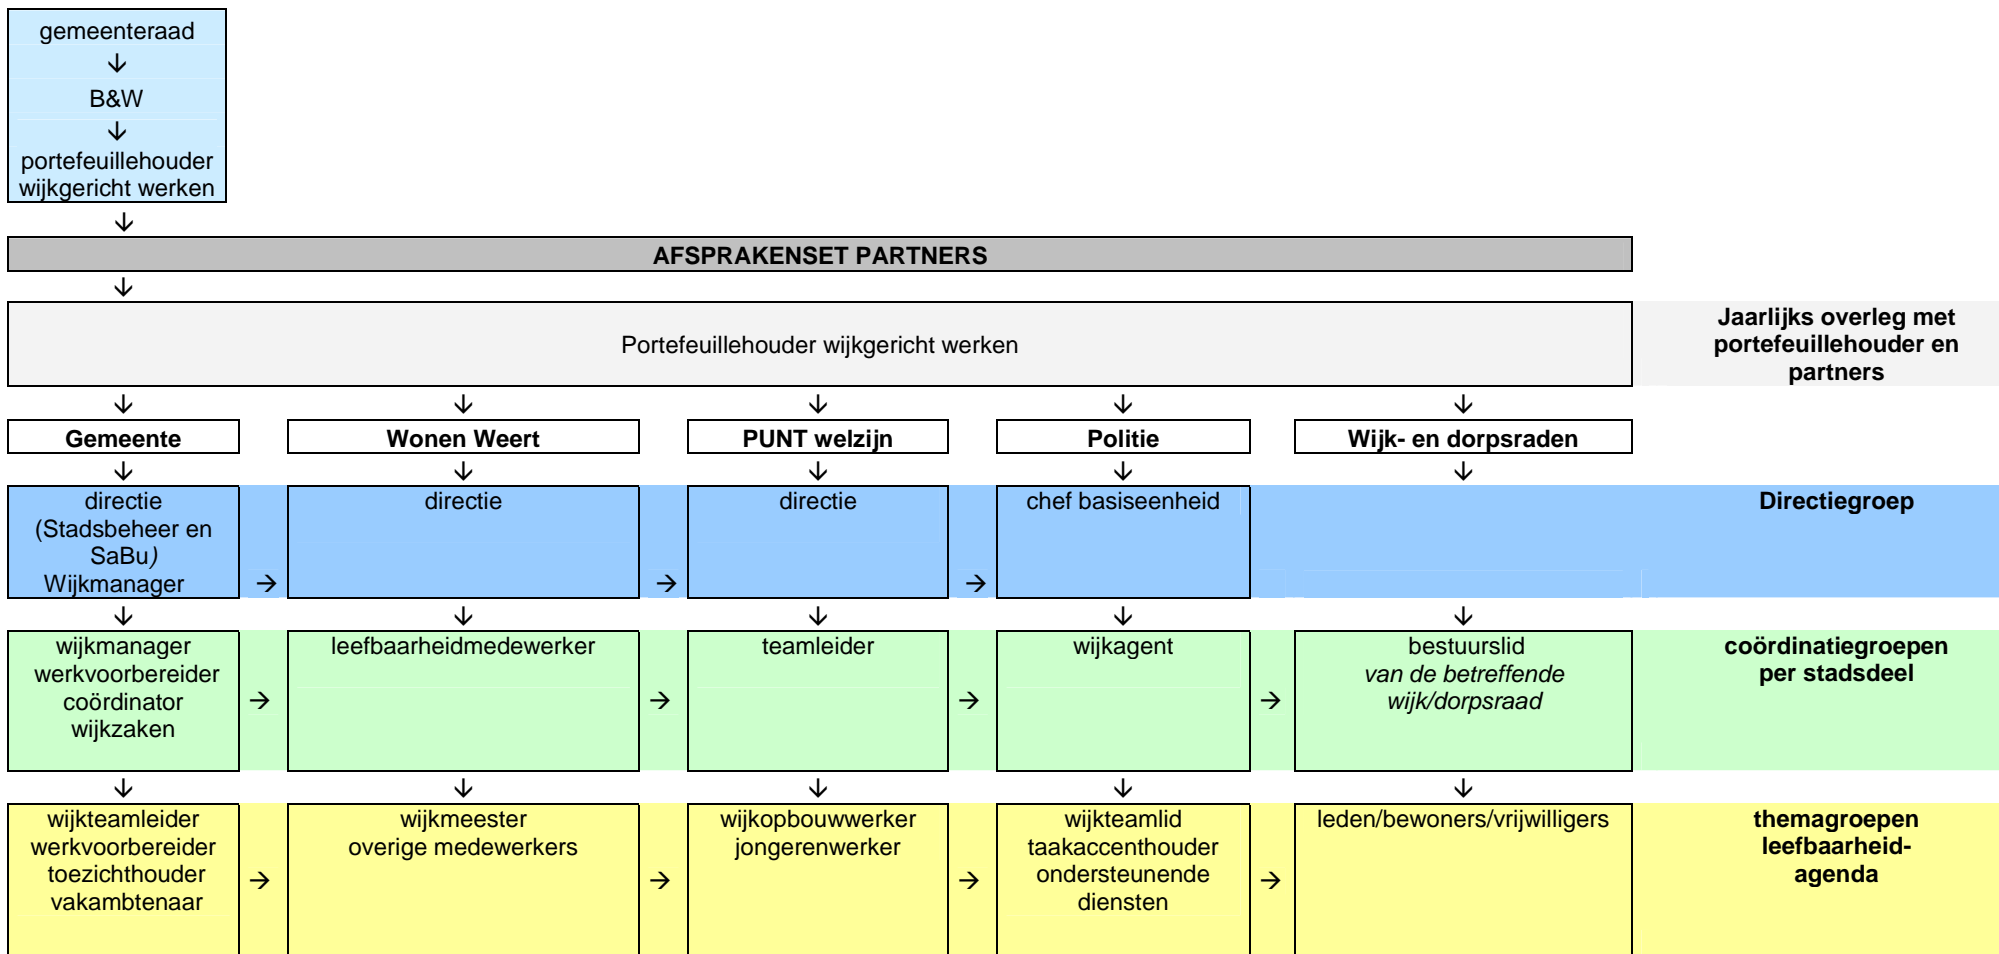 gemeenteraad
↓
B&W
↓
portefeuillehouder
wijkgericht werken
↓
AFSPRAKENSET PARTNERS
↓
Portefeuillehouder wijkgericht werken
Jaarlijks overleg met
portefeuillehouder en
partners
↓ ↓ ↓ ↓ ↓
Gemeente
Wonen Weert
PUNT welzijn
Politie
Wijk- en dorpsraden
↓ ↓ ↓ ↓ ↓
directie
(Stadsbeheer en
SaBu)
Wijkmanager
→
directie
→
directie
→
chef basiseenheid
Directiegroep
↓ ↓ ↓ ↓ ↓
wijkmanager
werkvoorbereider
coördinator
wijkzaken
→
leefbaarheidmedewerker
→
teamleider
→
wijkagent
→
bestuurslid
van de betreffende
wijk/dorpsraad
coördinatiegroepen
per stadsdeel
↓ ↓ ↓ ↓ ↓
wijkteamleider
werkvoorbereider
toezichthouder
vakambtenaar
→
wijkmeester
overige medewerkers
→
wijkopbouwwerker
jongerenwerker
→
wijkteamlid
taakaccenthouder
ondersteunende
diensten
→
leden/bewoners/vrijwilligers
themagroepen
leefbaarheid-
agenda